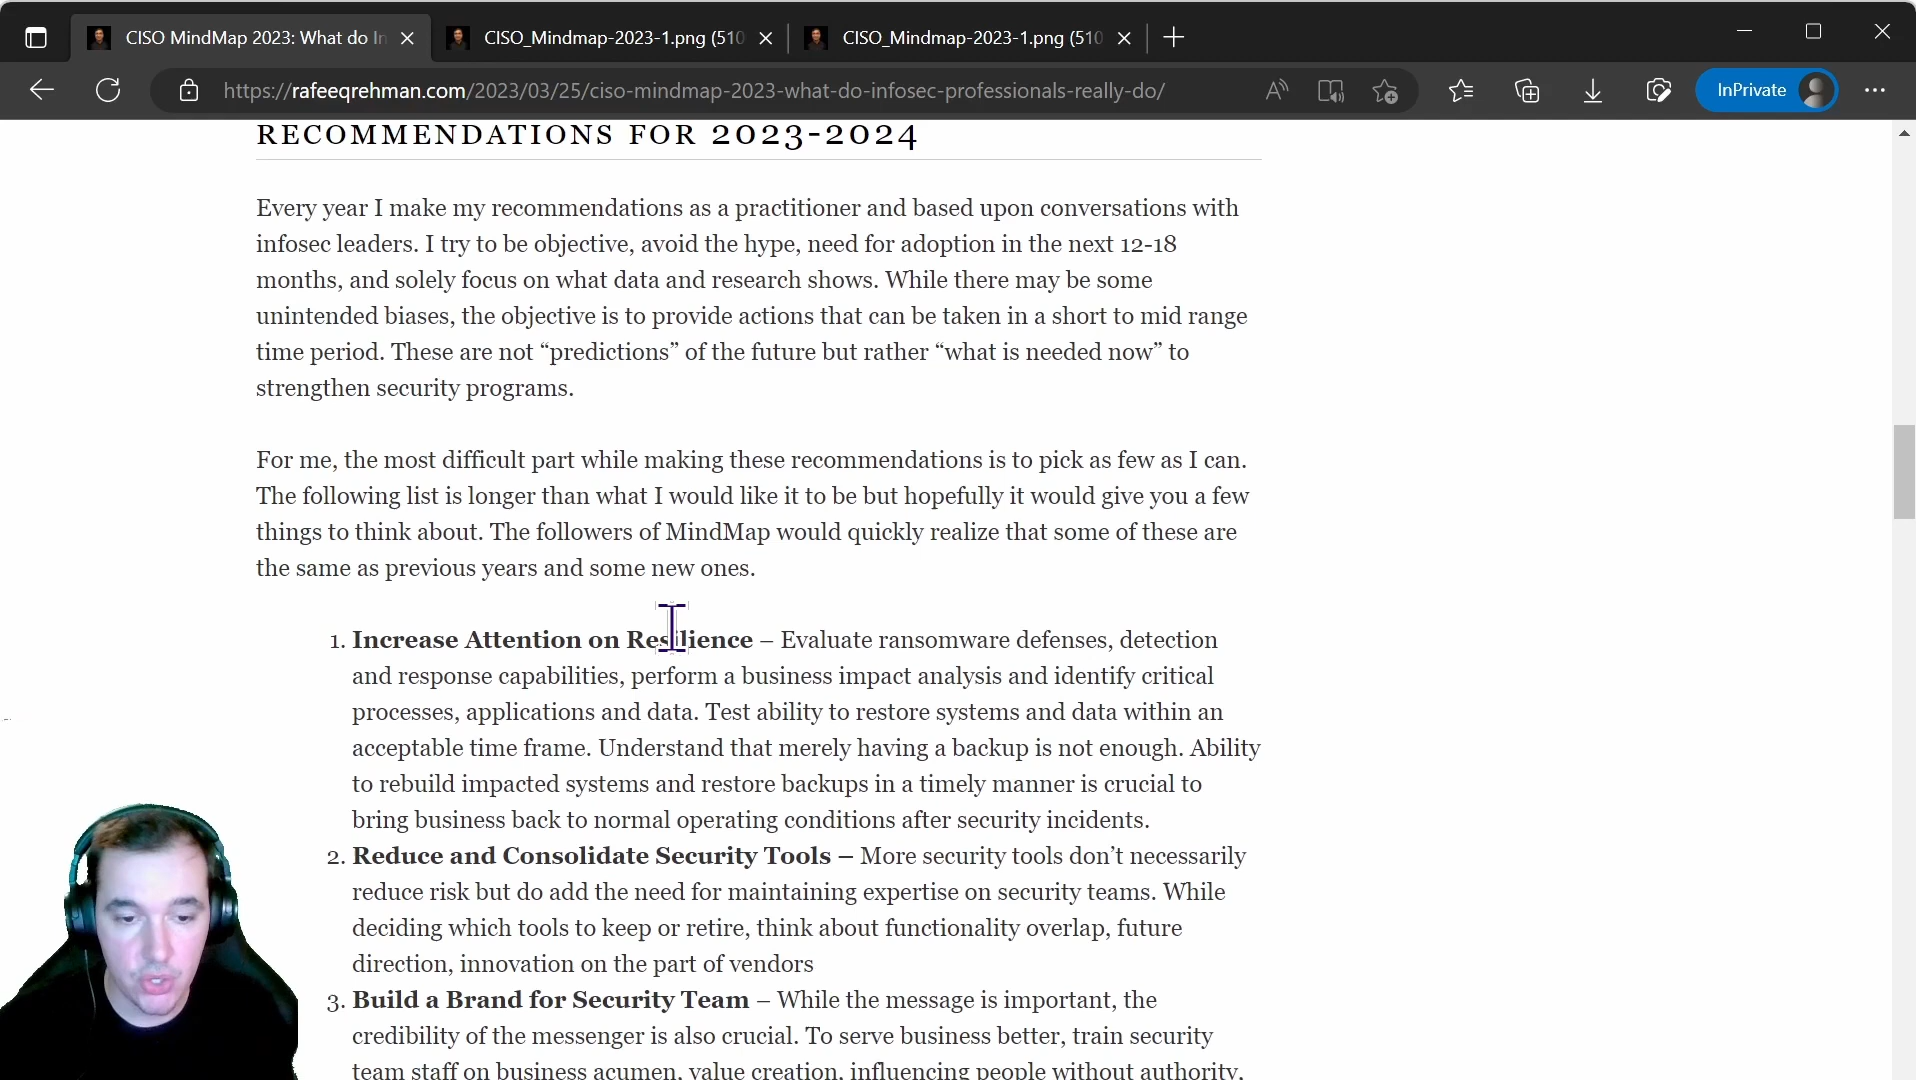 CISO MindMap 2023: What do In
CISO_Mindmap-2023-1.png (510
CISO_Mindmap-2023-1.png (510
https://rafeeqrehman.com/2023/03/25/ciso-mindmap-2023-what-do-infosec-professionals-really-do/
InPrivate
RECOMMENDATIONS FOR 2023-2024
Every year I make my recommendations as a practitioner and based upon conversations with
infosec leaders. I try to be objective, avoid the hype, need for adoption in the next 12-18
months, and solely focus on what data and research shows. While there may be some
unintended biases, the objective is to provide actions that can be taken in a short to mid range
time period. These are not “predictions” of the future but rather “what is needed now” to
strengthen security programs.
For me, the most difficult part while making these recommendations is to pick as few as I can.
The following list is longer than what I would like it to be but hopefully it would give you a few
things to think about. The followers of MindMap would quickly realize that some of these are
the same as previous years and some new ones.
1. Increase Attention on Resilience – Evaluate ransomware defenses, detection
and response capabilities, perform a business impact analysis and identify critical
processes, applications and data. Test ability to restore systems and data within an
acceptable time frame. Understand that merely having a backup is not enough. Ability
to rebuild impacted systems and restore backups in a timely manner is crucial to
bring business back to normal operating conditions after security incidents.
2. Reduce and Consolidate Security Tools – More security tools don’t necessarily
reduce risk but do add the need for maintaining expertise on security teams. While
deciding which tools to keep or retire, think about functionality overlap, future
direction, innovation on the part of vendors
3. Build a Brand for Security Team – While the message is important, the
credibility of the messenger is also crucial. To serve business better, train security
team staff on business acumen, value creation, influencing people without authority,